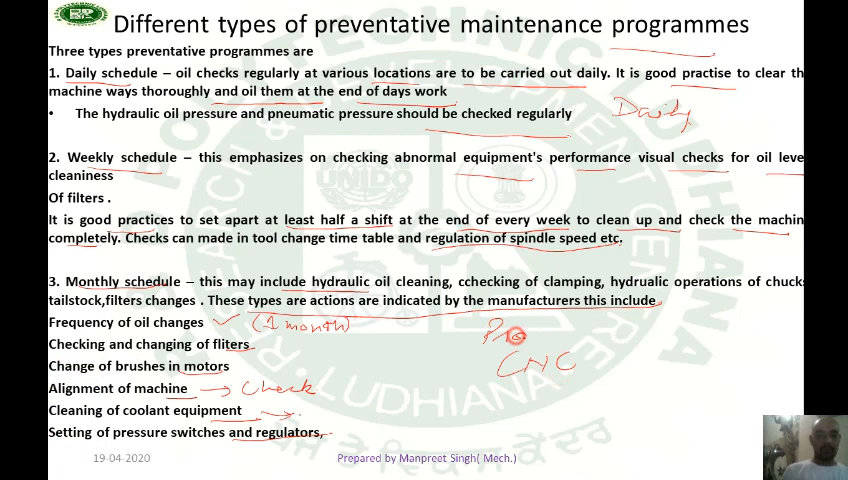 Different types of preventative maintenance programmes
Three types preventative programmes are
1. Daily schedule – oil checks regularly at various locations are to be carried out daily. It is good practise to clear th
machine ways thoroughly and oil them at the end of days work
• The hydraulic oil pressure and pneumatic pressure should be checked regularly
Daily
2. Weekly schedule – this emphasizes on checking abnormal equipment's performance visual checks for oil leve
cleaniness
Of filters .
It is good practices to set apart at least half a shift at the end of every week to clean up and check the machin
completely. Checks can made in tool change time table and regulation of spindle speed etc.
3. Monthly schedule – this may include hydraulic oil cleaning, cchecking of clamping, hydrualic operations of chuck
tailstock,filters changes . These types are actions are indicated by the manufacturers this include
Frequency of oil changes (1 month)
Checking and changing of fliters
Change of brushes in motors
CNC
Alignment of machine → Check
Cleaning of coolant equipment →
Setting of pressure switches and regulators,
19-04-2020
Prepared by Manpreet Singh( Mech.)
POLYTECHNIC
RESEARCH & DEVELOPMENT CENTRE
UNIDO
LUDHIANA